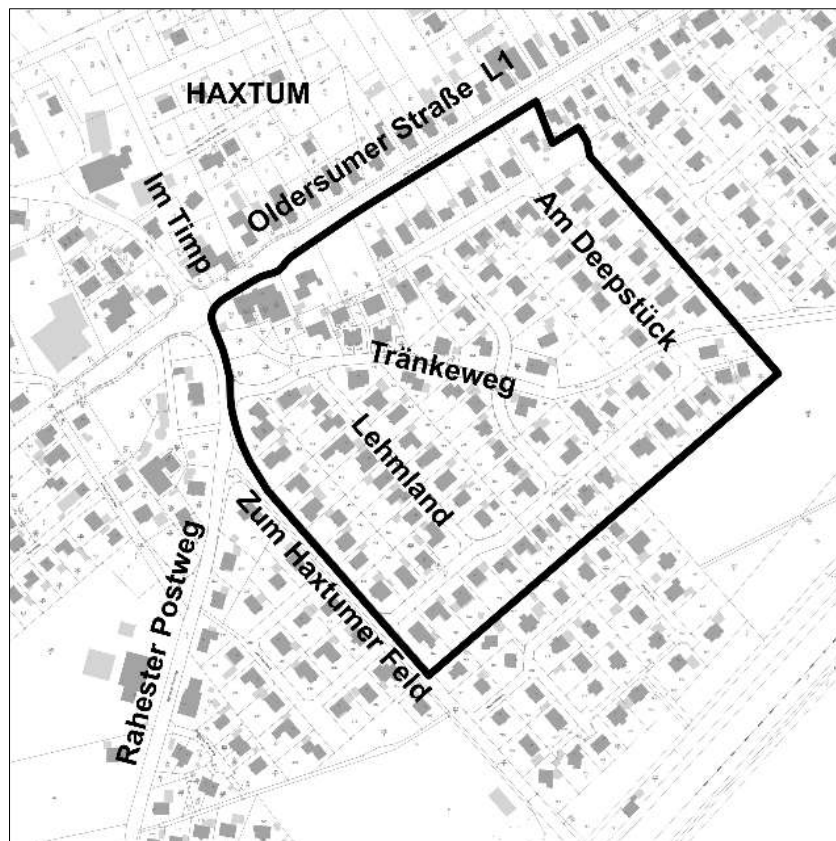 HAXTUM
Oldersumer Straße L1
Im Timp
Am Deepstück
Tränkeweg
Lehmland
Zum Haxtumer Feld
Rahester Postweg